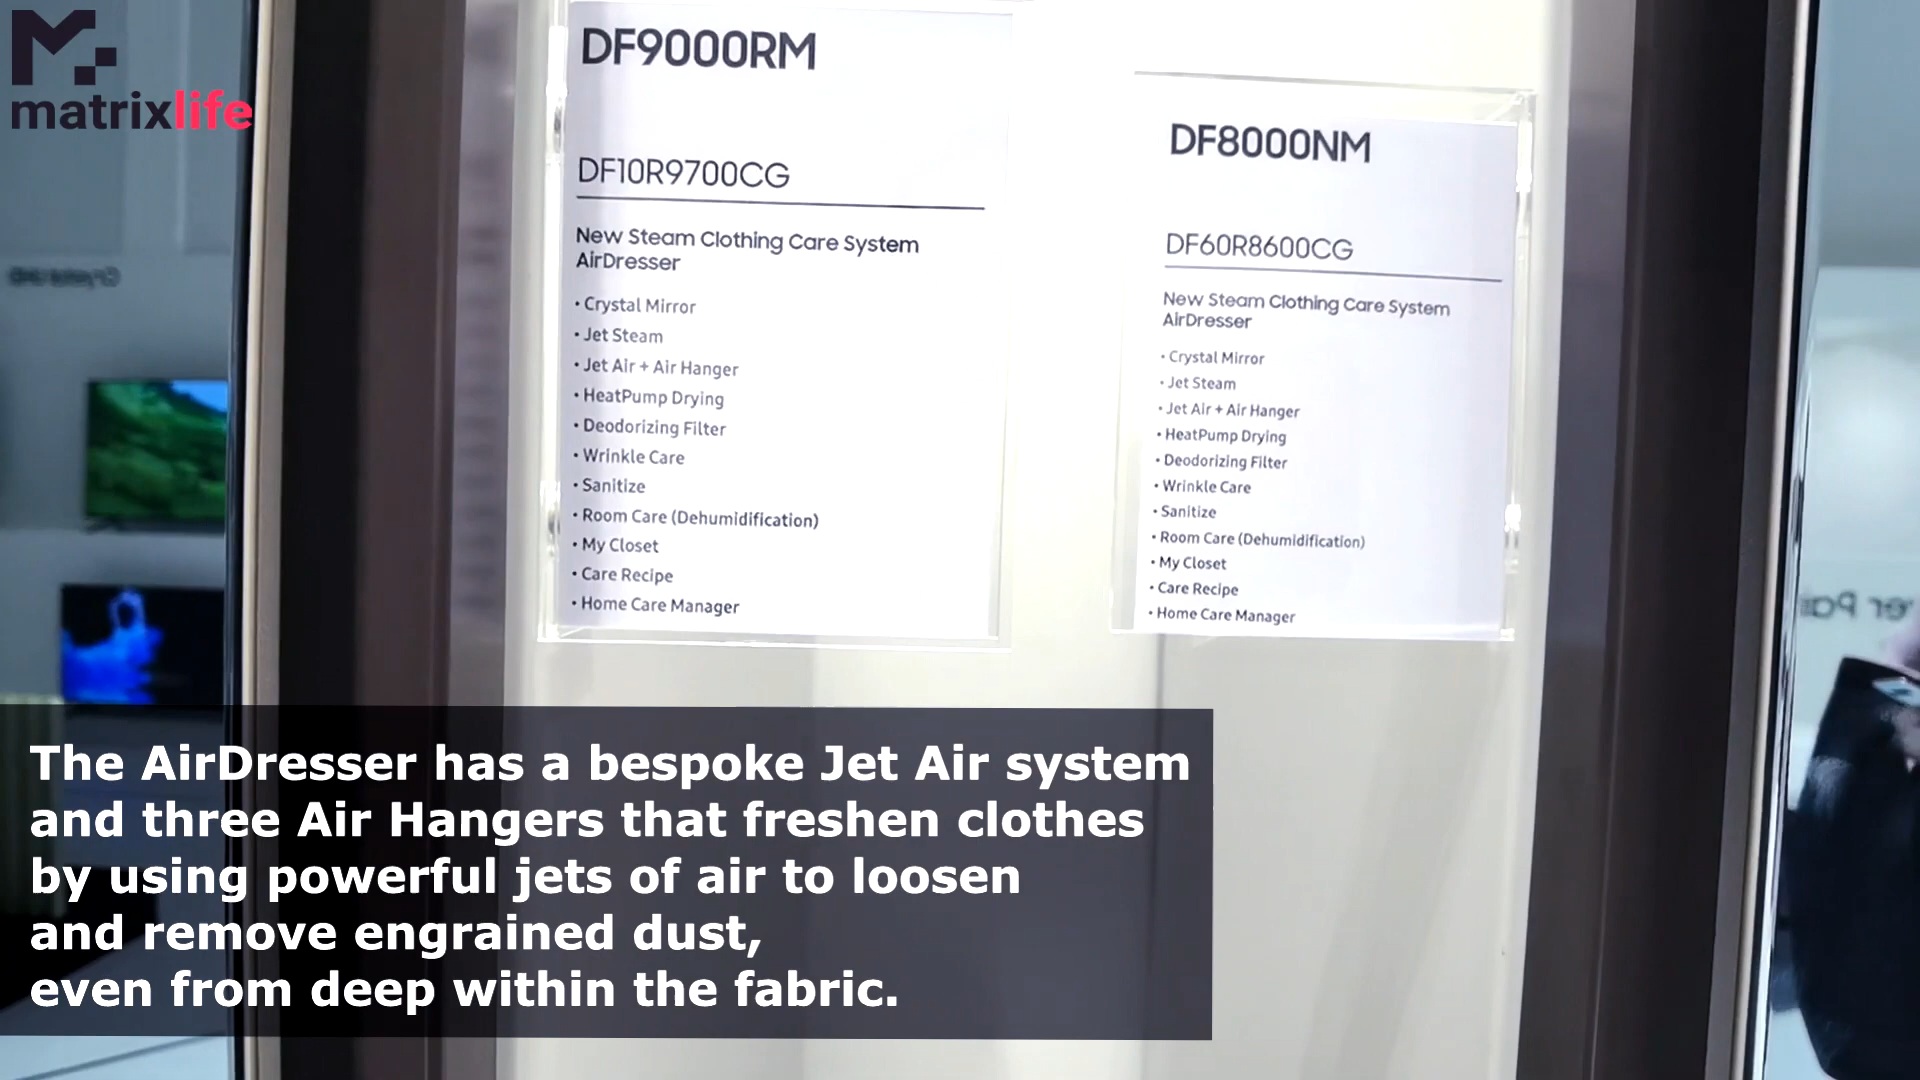 matrixlife
DF9000RM
DF10R9700CG
New Steam Clothing Care System
AirDresser
• Crystal Mirror
• Jet Steam
• Jet Air + Air Hanger
• HeatPump Drying
• Deodorizing Filter
• Wrinkle Care
• Sanitize
• Room Care (Dehumidification)
• My Closet
• Care Recipe
• Home Care Manager
DF8000NM
DF60R8600CG
New Steam Clothing Care System
AirDresser
• Crystal Mirror
• Jet Steam
• Jet Air + Air Hanger
• HeatPump Drying
• Deodorizing Filter
• Wrinkle Care
• Sanitize
• Room Care (Dehumidification)
• My Closet
• Care Recipe
• Home Care Manager
The AirDresser has a bespoke Jet Air system
and three Air Hangers that freshen clothes
by using powerful jets of air to loosen
and remove engrained dust,
even from deep within the fabric.